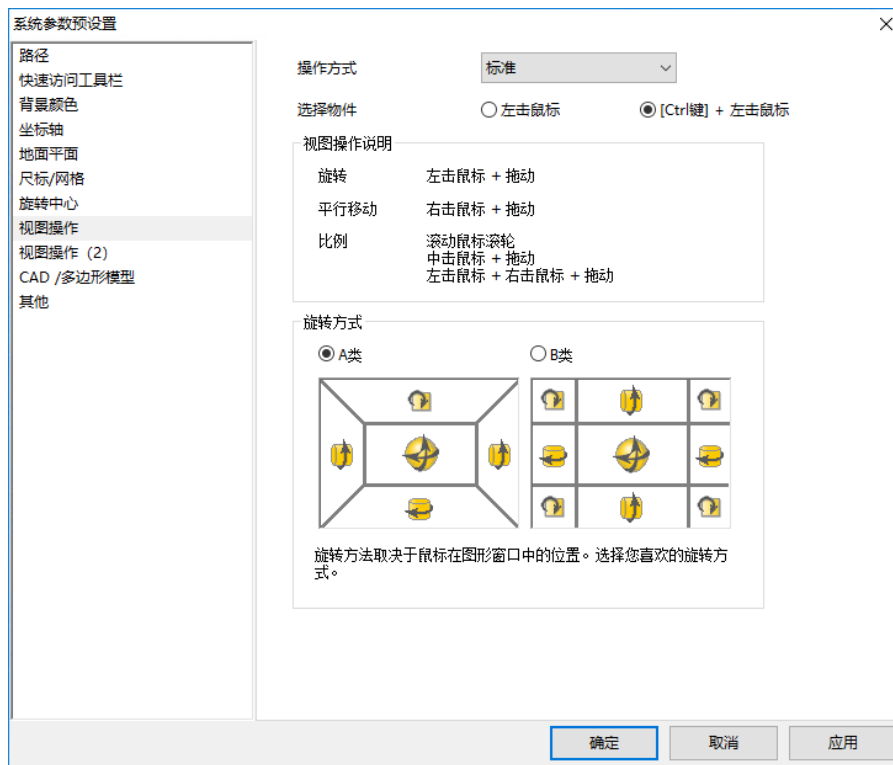 系统参数预设置
路径
快速访问工具栏
背景颜色
坐标轴
地面平面
尺标/网格
旋转中心
视图操作
视图操作（2）
CAD /多边形模型
其他
操作方式 标准
选择物件 左击鼠标 [Ctrl键] + 左击鼠标
视图操作说明
旋转 左击鼠标 + 拖动
平行移动 右击鼠标 + 拖动
比例 滚动鼠标滚轮
中击鼠标 + 拖动
左击鼠标 + 右击鼠标 + 拖动
旋转方式
A类 B类
旋转方法取决于鼠标在图形窗口中的位置。选择您喜欢的旋转方
式。
确定 取消 应用